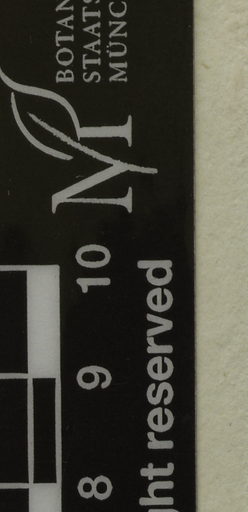 BOTAN
STAATS
MÜNC
M
10
9
8
ght reserved